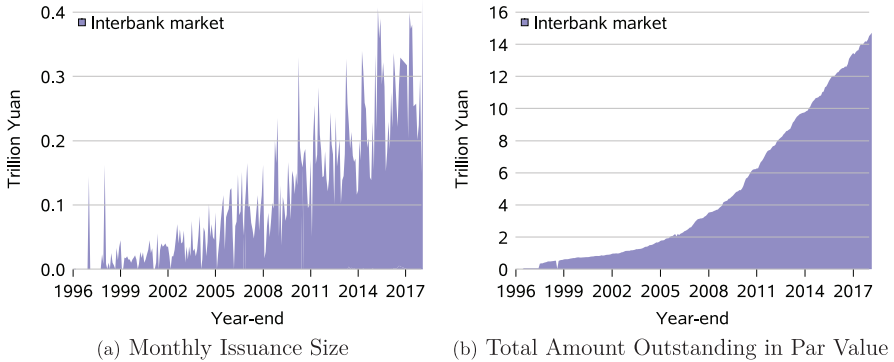 Interbank market
0.4
0.3
0.2
0.1
0.0
Trillion Yuan
1996 1999 2002 2005 2008 2011 2014 2017
Year-end
(a) Monthly Issuance Size
Interbank market
16
14
12
10
8
6
4
2
0
Trillion Yuan
1996 1999 2002 2005 2008 2011 2014 2017
Year-end
(b) Total Amount Outstanding in Par Value